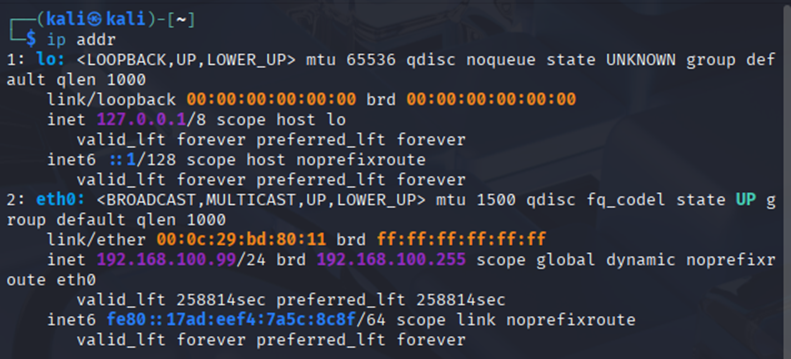 ┌──(kali㉿kali)-[~]
└─$ ip addr
1: lo: <LOOPBACK,UP,LOWER_UP> mtu 65536 qdisc noqueue state UNKNOWN group def
ault qlen 1000
    link/loopback 00:00:00:00:00:00 brd 00:00:00:00:00:00
    inet 127.0.0.1/8 scope host lo
       valid_lft forever preferred_lft forever
    inet6 ::1/128 scope host noprefixroute
       valid_lft forever preferred_lft forever
2: eth0: <BROADCAST,MULTICAST,UP,LOWER_UP> mtu 1500 qdisc fq_codel state UP g
roup default qlen 1000
    link/ether 00:0c:29:bd:80:11 brd ff:ff:ff:ff:ff:ff
    inet 192.168.100.99/24 brd 192.168.100.255 scope global dynamic noprefixr
oute eth0
       valid_lft 258814sec preferred_lft 258814sec
    inet6 fe80::17ad:eef4:7a5c:8c8f/64 scope link noprefixroute
       valid_lft forever preferred_lft forever